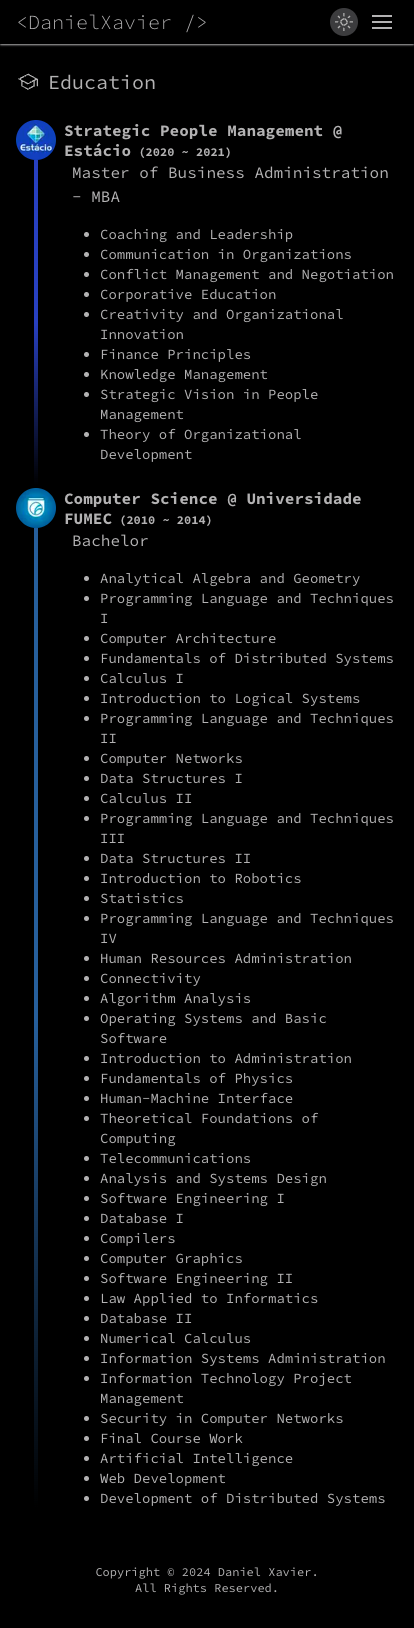 <DanielXavier />
Education
Strategic People Management @
Estácio (2020 ~ 2021)
Estácio
Master of Business Administration
- MBA
• Coaching and Leadership
• Communication in Organizations
• Conflict Management and Negotiation
• Corporative Education
• Creativity and Organizational
Innovation
• Finance Principles
• Knowledge Management
• Strategic Vision in People
Management
• Theory of Organizational
Development
Computer Science @ Universidade
FUMEC (2010 ~ 2014)
Bachelor
• Analytical Algebra and Geometry
• Programming Language and Techniques
I
• Computer Architecture
• Fundamentals of Distributed Systems
• Calculus I
• Introduction to Logical Systems
• Programming Language and Techniques
II
• Computer Networks
• Data Structures I
• Calculus II
• Programming Language and Techniques
III
• Data Structures II
• Introduction to Robotics
• Statistics
• Programming Language and Techniques
IV
• Human Resources Administration
• Connectivity
• Algorithm Analysis
• Operating Systems and Basic
Software
• Introduction to Administration
• Fundamentals of Physics
• Human-Machine Interface
• Theoretical Foundations of
Computing
• Telecommunications
• Analysis and Systems Design
• Software Engineering I
• Database I
• Compilers
• Computer Graphics
• Software Engineering II
• Law Applied to Informatics
• Database II
• Numerical Calculus
• Information Systems Administration
• Information Technology Project
Management
• Security in Computer Networks
• Final Course Work
• Artificial Intelligence
• Web Development
• Development of Distributed Systems
Copyright © 2024 Daniel Xavier.
All Rights Reserved.